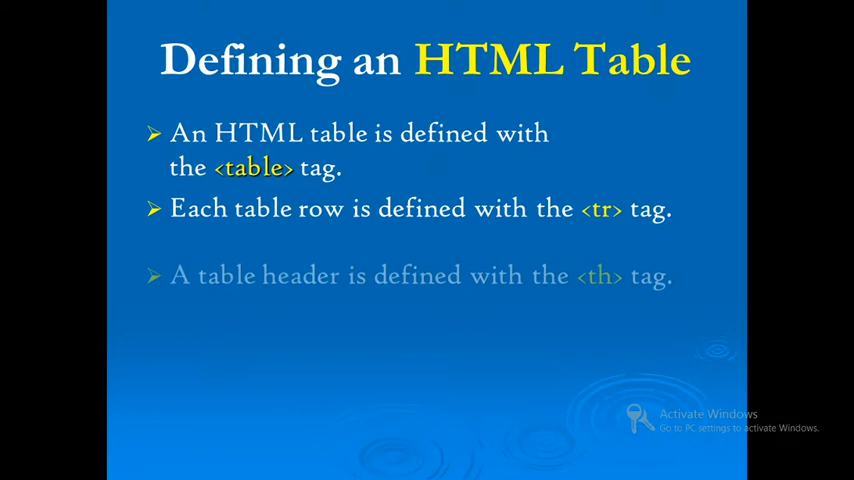 Defining an HTML Table
➢ An HTML table is defined with
the <table> tag.
➢ Each table row is defined with the <tr> tag.
➢ A table header is defined with the <th> tag.
Activate Windows
Go to PC settings to activate Windows.